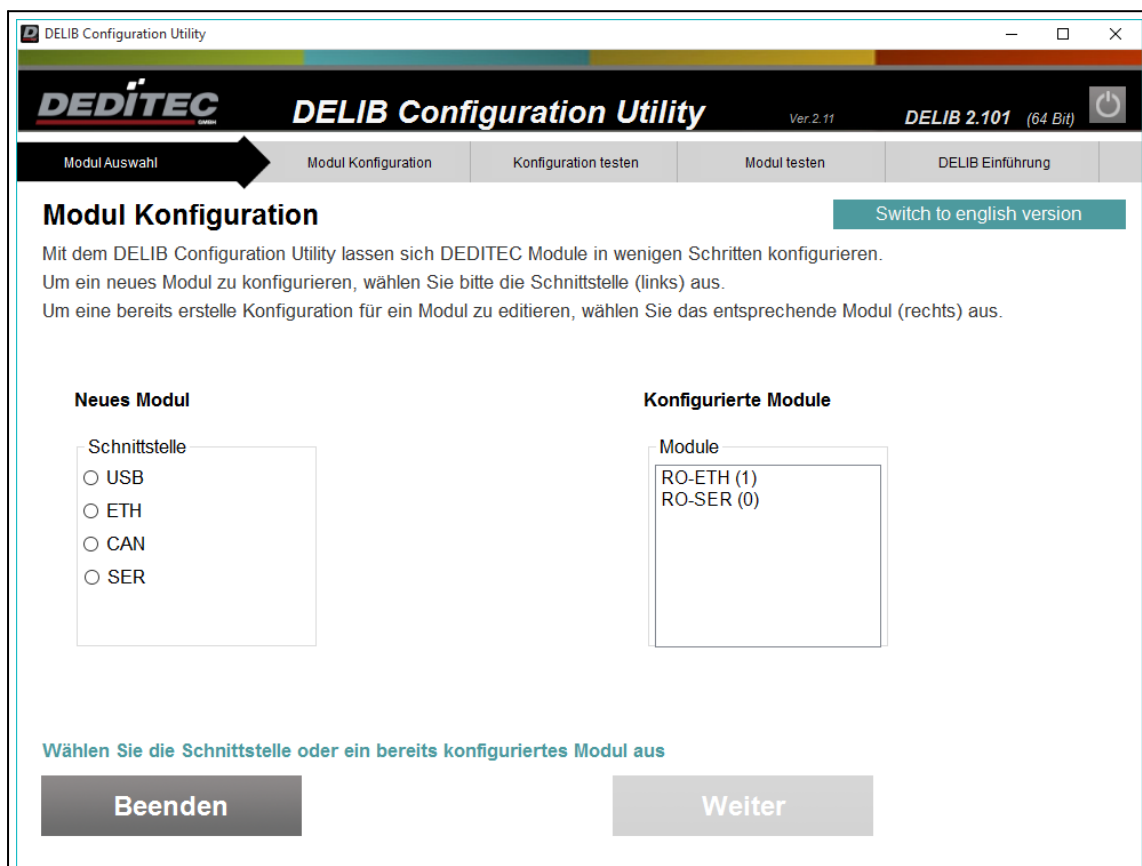 DELIB Configuration Utility
DEDITEC
GMBH
DELIB Configuration Utility
Ver.2.11
DELIB 2.101 (64 Bit)
Modul Auswahl
Modul Konfiguration
Konfiguration testen
Modul testen
DELIB Einführung
Modul Konfiguration
Switch to english version
Mit dem DELIB Configuration Utility lassen sich DEDITEC Module in wenigen Schritten konfigurieren.
Um ein neues Modul zu konfigurieren, wählen Sie bitte die Schnittstelle (links) aus.
Um eine bereits erstelle Konfiguration für ein Modul zu editieren, wählen Sie das entsprechende Modul (rechts) aus.
Neues Modul
Schnittstelle
USB
ETH
CAN
SER
Konfigurierte Module
Module
RO-ETH (1)
RO-SER (0)
Wählen Sie die Schnittstelle oder ein bereits konfiguriertes Modul aus
Beenden
Weiter